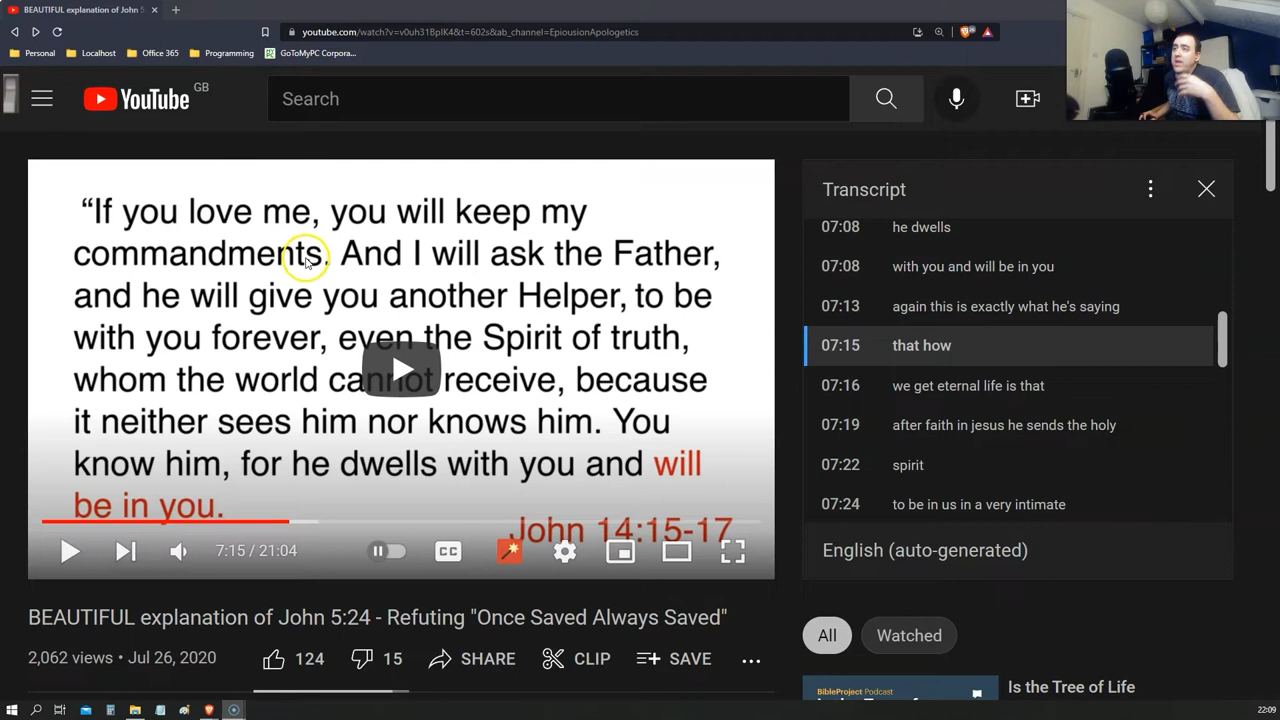 BEAUTIFUL explanation of John 5
youtube.com/watch?v=v0uh31BpIK4&t=602s&ab_channel=EpiousionApologetics
Personal
Localhost
Office 365
Programming
GoToMyPC Corpora...
YouTube
GB
Search
“If you love me, you will keep my
commandments. And I will ask the Father,
and he will give you another Helper, to be
with you forever, even the Spirit of truth,
whom the world cannot receive, because
it neither sees him nor knows him. You
know him, for he dwells with you and will
be in you.
John 14:15-17
7:15 / 21:04
CC
Transcript
07:08 he dwells
07:08 with you and will be in you
07:13 again this is exactly what he's saying
07:15 that how
07:16 we get eternal life is that
07:19 after faith in jesus he sends the holy
07:22 spirit
07:24 to be in us in a very intimate
English (auto-generated)
BEAUTIFUL explanation of John 5:24 - Refuting "Once Saved Always Saved"
2,062 views • Jul 26, 2020
124
15
SHARE
CLIP
SAVE
All
Watched
BibleProject Podcast
Is the Tree of Life
22:09